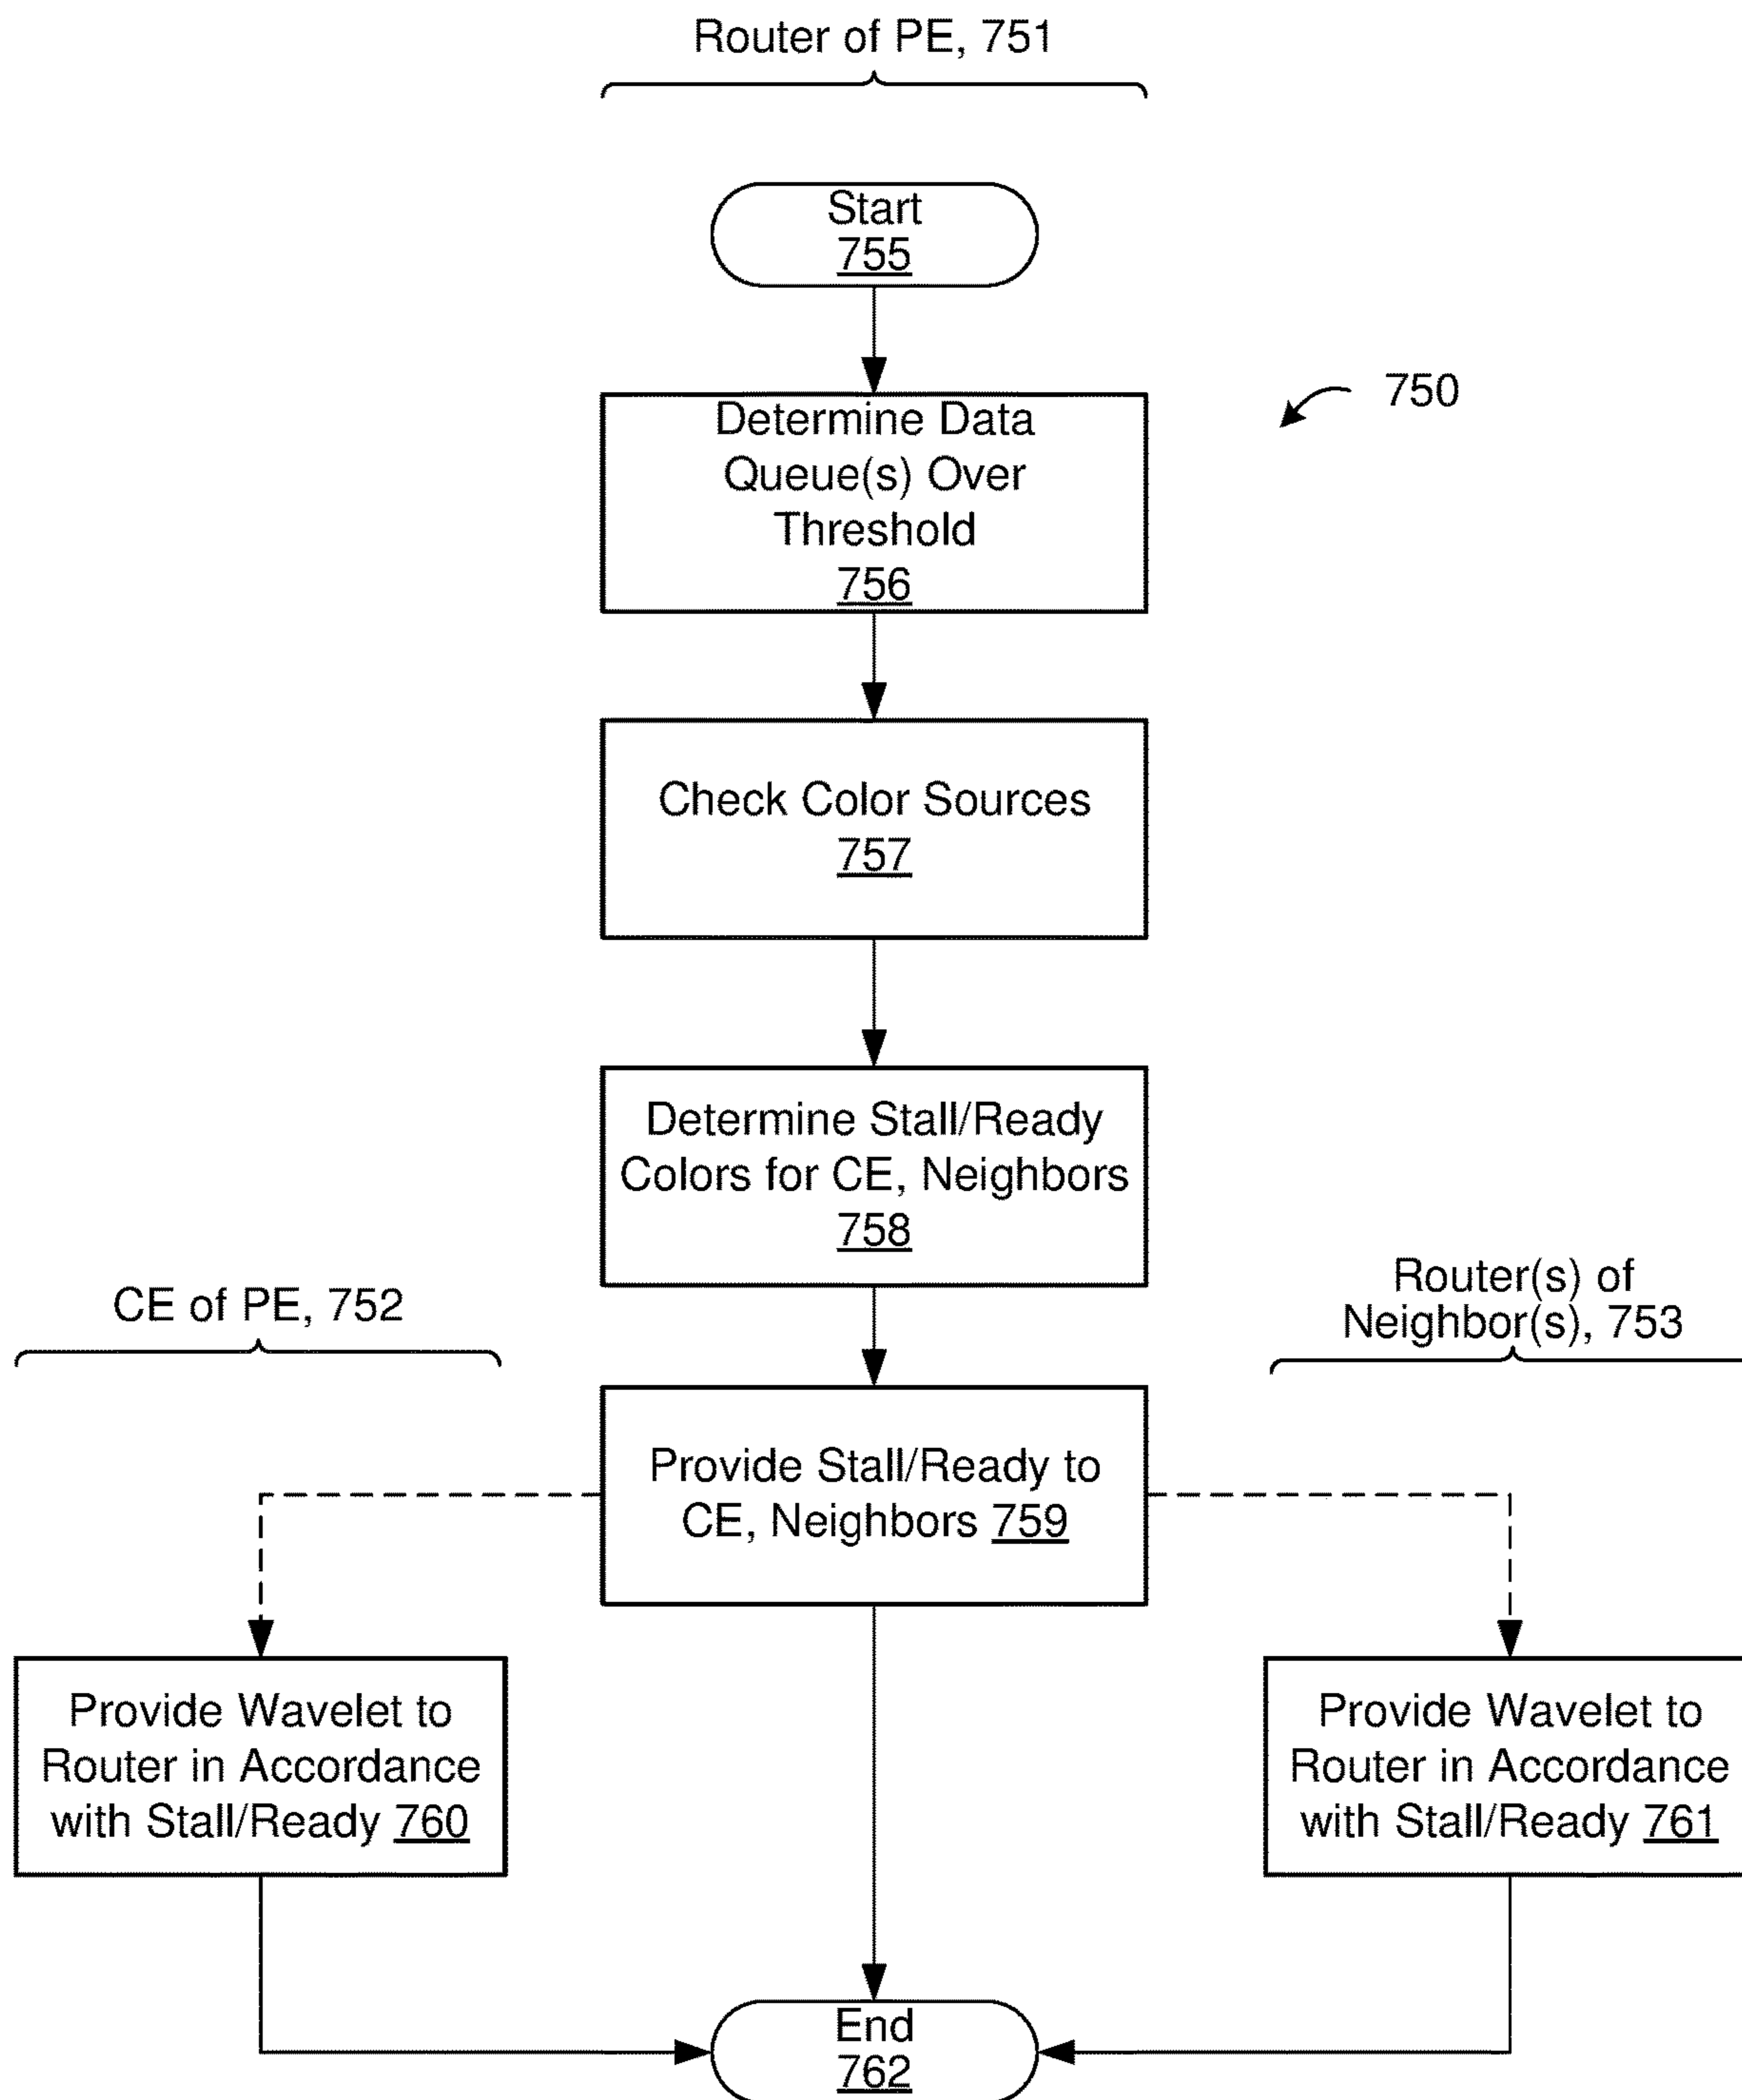 Router of PE, 751
Start
755
750
Determine Data
Queue(s) Over
Threshold
756
Check Color Sources
757
Determine Stall/Ready
Colors for CE, Neighbors
758
CE of PE, 752
Router(s) of
Neighbor(s), 753
Provide Stall/Ready to
CE, Neighbors 759
Provide Wavelet to
Router in Accordance
with Stall/Ready 760
Provide Wavelet to
Router in Accordance
with Stall/Ready 761
End
762